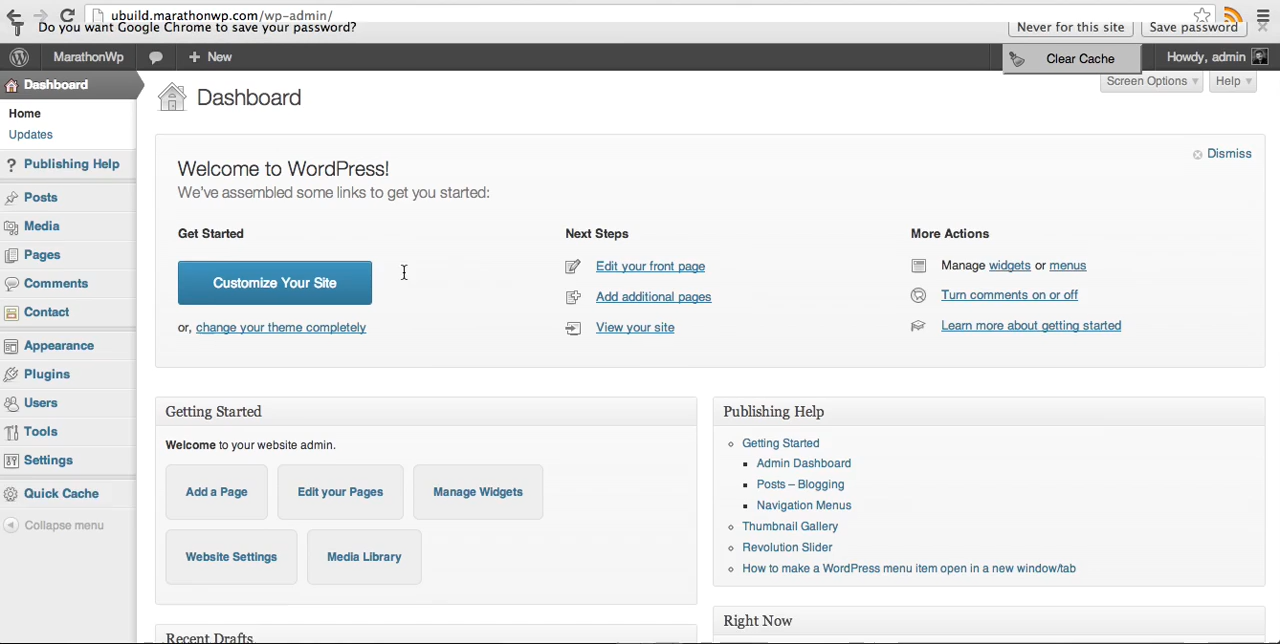 ubuild.marathonwp.com/wp-admin/
Do you want Google Chrome to save your password?
Never for this site
Save password
MarathonWp
+ New
Clear Cache
Howdy, admin
Dashboard
Home
Updates
Publishing Help
Posts
Media
Pages
Comments
Contact
Appearance
Plugins
Users
Tools
Settings
Quick Cache
Collapse menu
Dashboard
Screen Options
Help
Welcome to WordPress!
We've assembled some links to get you started:
Dismiss
Get Started
Customize Your Site
or, change your theme completely
Next Steps
Edit your front page
Add additional pages
View your site
More Actions
Manage widgets or menus
Turn comments on or off
Learn more about getting started
Getting Started
Welcome to your website admin.
Add a Page
Edit your Pages
Manage Widgets
Website Settings
Media Library
Recent Drafts
Publishing Help
Getting Started
Admin Dashboard
Posts – Blogging
Navigation Menus
Thumbnail Gallery
Revolution Slider
How to make a WordPress menu item open in a new window/tab
Right Now